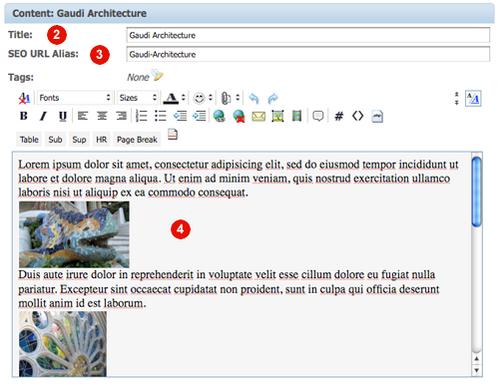 Content: Gaudi Architecture
Title: 2 Gaudi Architecture
SEO URL Alias: 3 Gaudi-Architecture
Tags: None
Fonts Sizes A
B I U # <>
Table Sub Sup HR Page Break
Lorem ipsum dolor sit amet, consectetur adipisicing elit, sed do eiusmod tempor incididunt ut
labore et dolore magna aliqua. Ut enim ad minim veniam, quis nostrud exercitation ullamco
laboris nisi ut aliquip ex ea commodo consequat.
4
Duis aute irure dolor in reprehenderit in voluptate velit esse cillum dolore eu fugiat nulla
pariatur. Excepteur sint occaecat cupidatat non proident, sunt in culpa qui officia deserunt
mollit anim id est laborum.